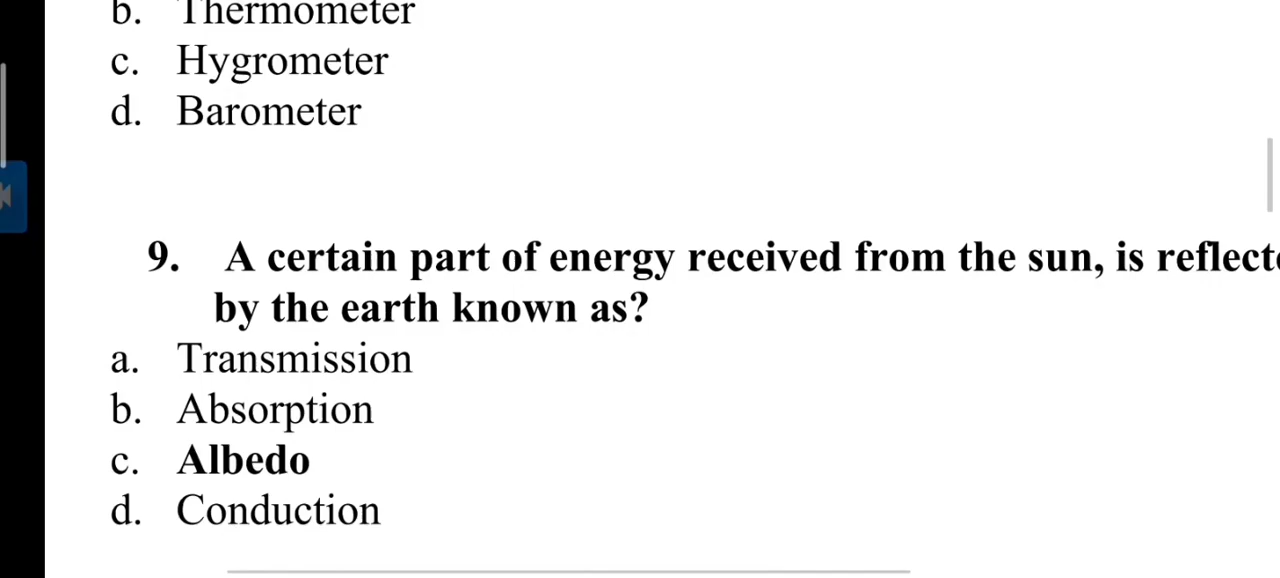 b. Thermometer
c. Hygrometer
d. Barometer
9. A certain part of energy received from the sun, is
by the earth known as?
a. Transmission
b. Absorption
c. Albedo
d. Conduction